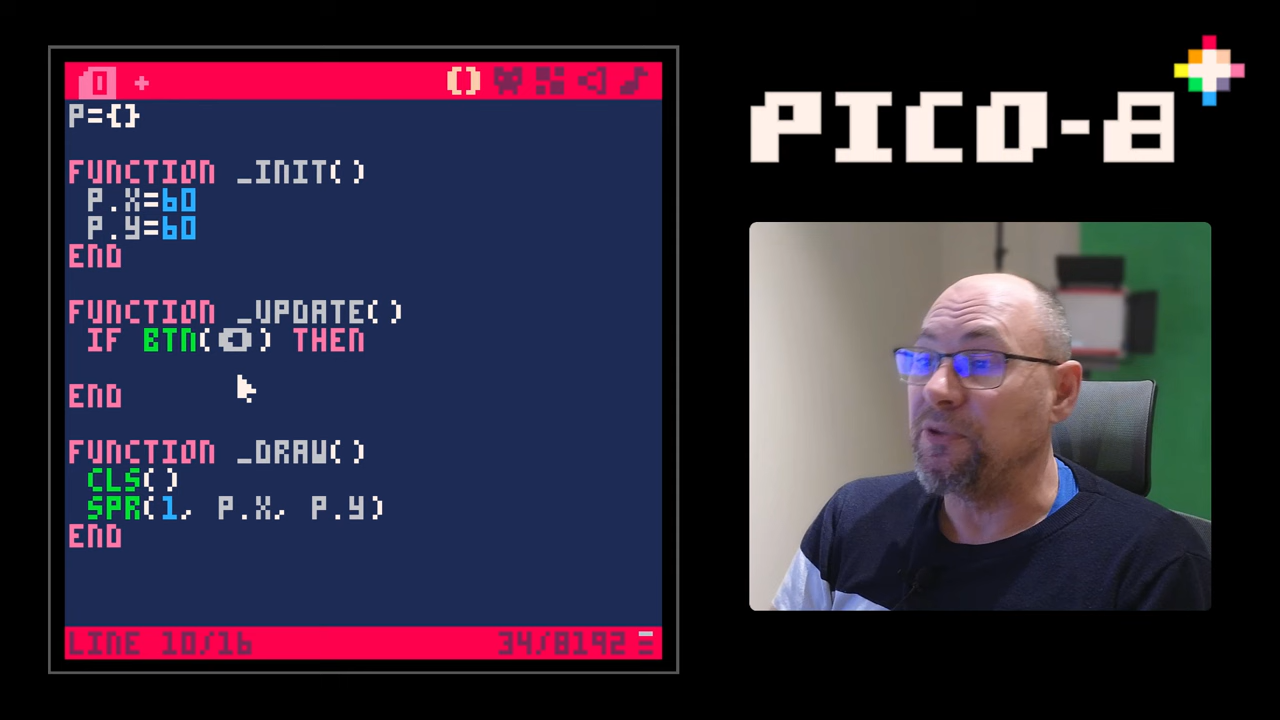 0 +
P={}
FUNCTION _INIT()
P.X=60
P.Y=60
END
FUNCTION _UPDATE()
IF BTN(⬅️) THEN
END
FUNCTION _DRAW()
CLS()
SPR(1, P.X, P.Y)
END
LINE 10/16
34/8192
PICO-8